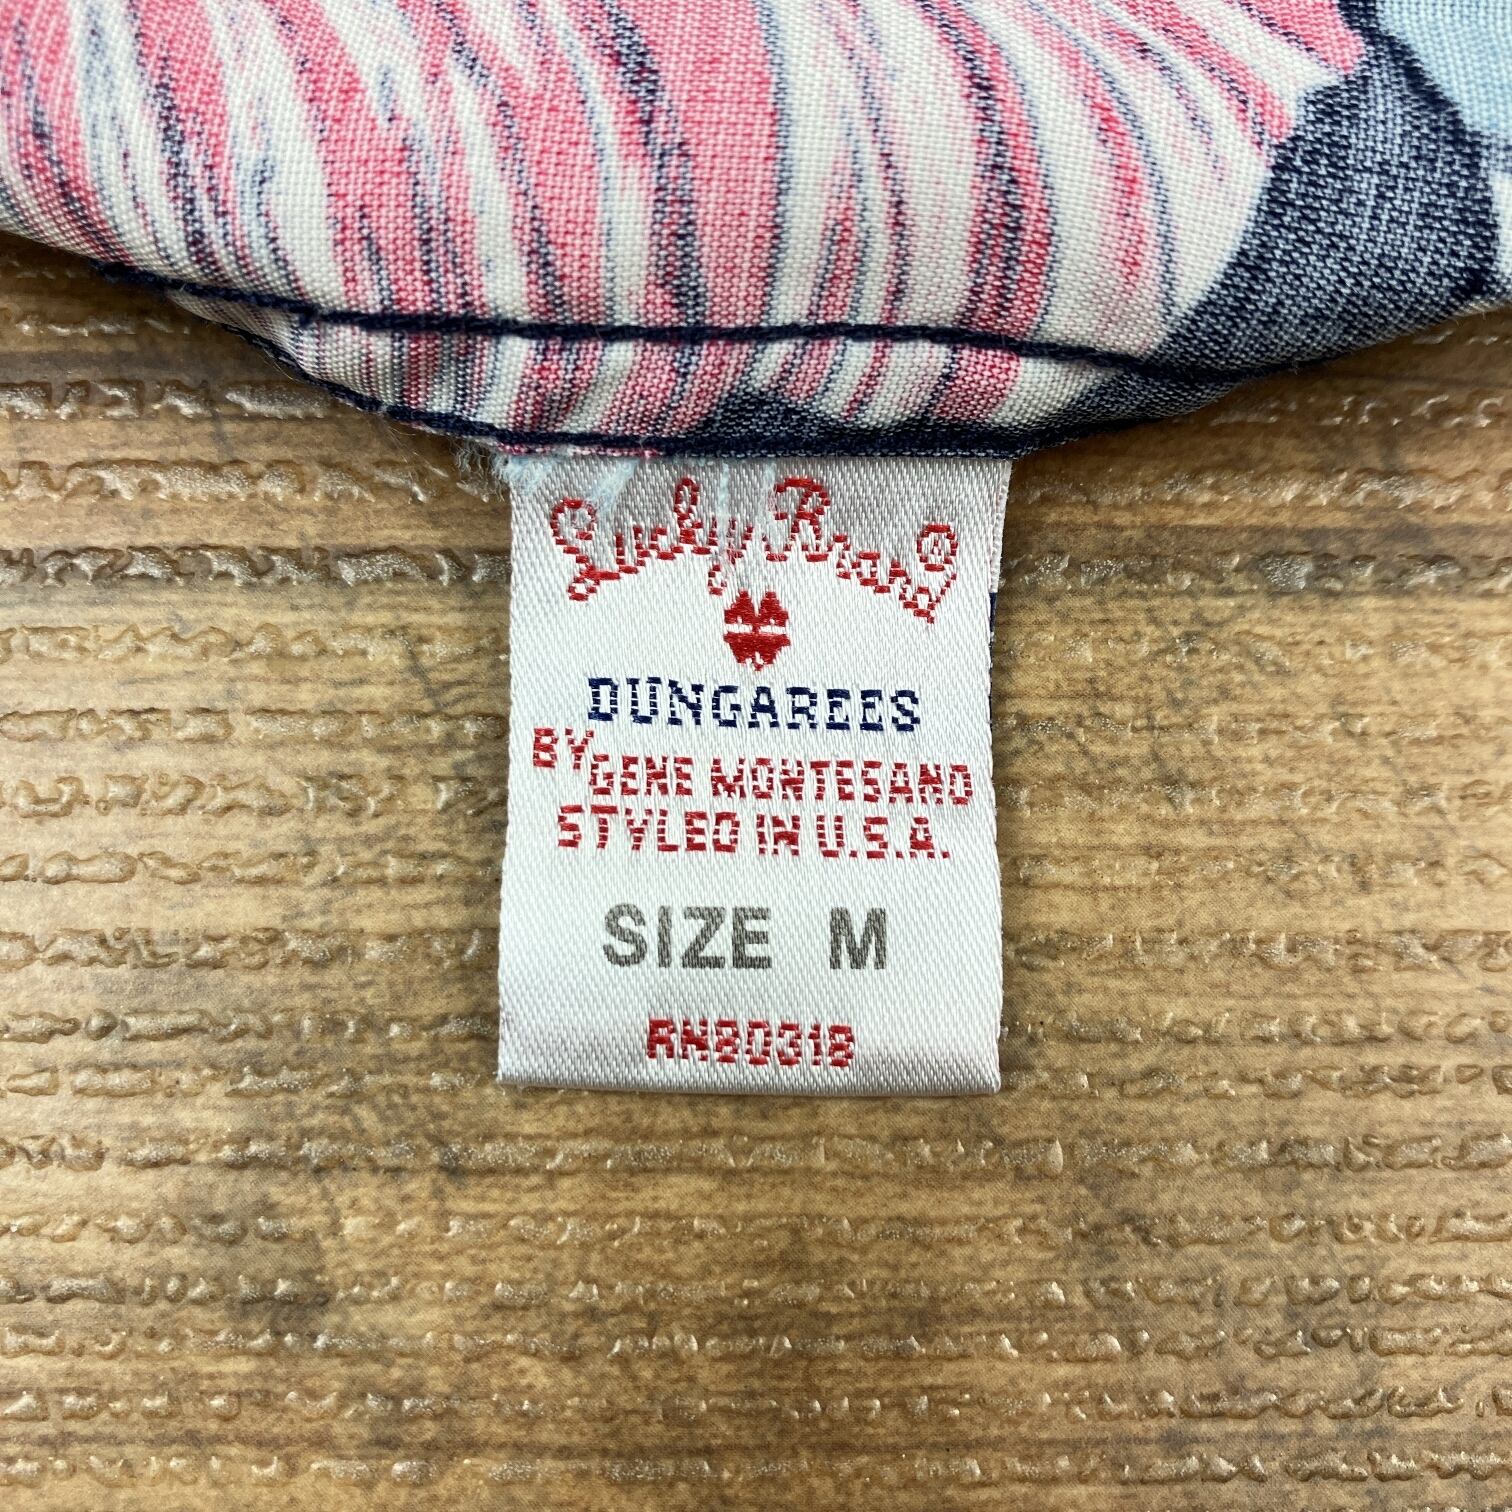 Lucky Brand®
DUNGAREES
BY GENE MONTESANO
STYLED IN U.S.A.
SIZE M
RN80318